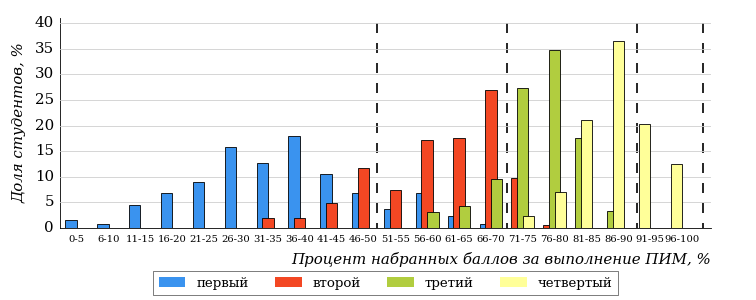 40
35
30
25
20
15
10
5
0
Доля студентов, %
0-5 6-10 11-15 16-20 21-25 26-30 31-35 36-40 41-45 46-50 51-55 56-60 61-65 66-70 71-75 76-80 81-85 86-90 91-95 96-100
Процент набранных баллов за выполнение ПИМ, %
первый второй третий четвертый